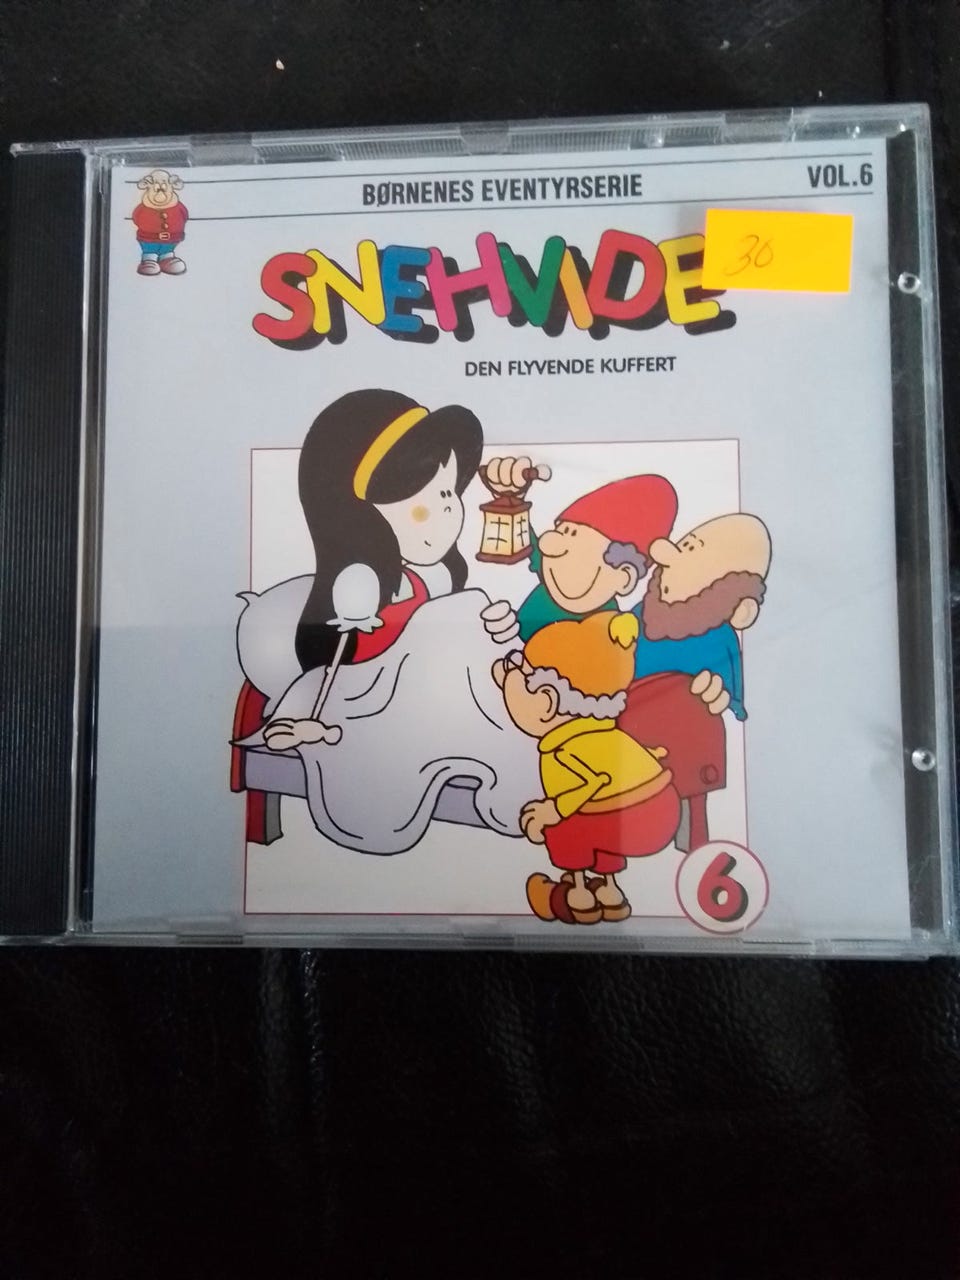 BØRNENES EVENTYRSERIE
VOL.6
SNEHVIDE
30
DEN FLYVENDE KUFFERT
6